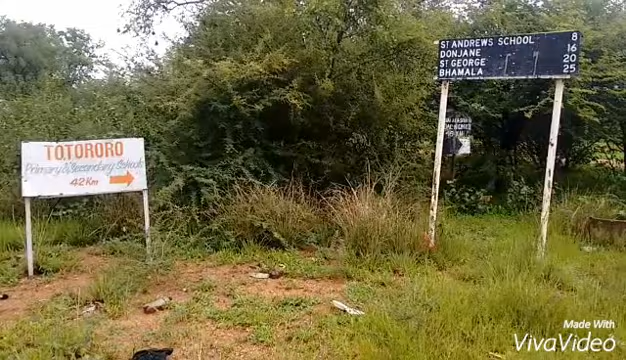 TOTORORO
Primary & Secondary School
42Km
ST ANDREWS SCHOOL 8
DONJANE 16
ST GEORGE 20
BHAMALA 25
Made With
VivaVideo